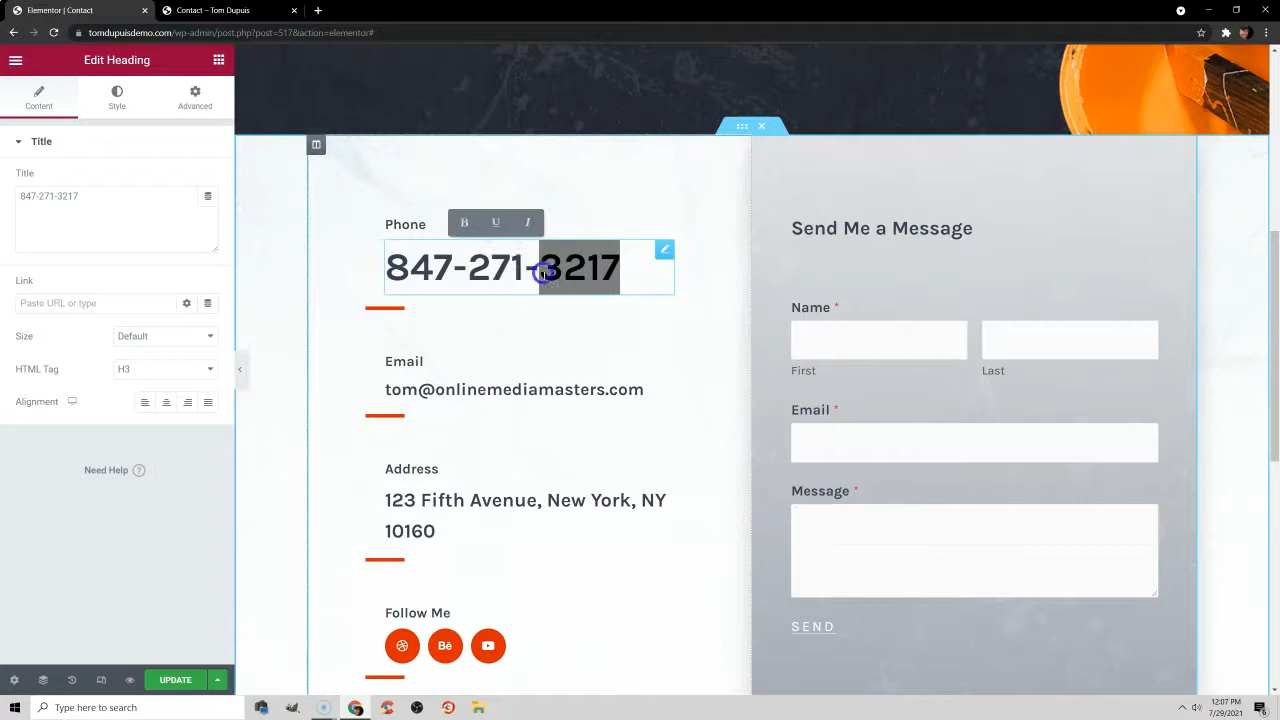 Elementor | Contact
Contact – Tom Dupuis
tomdupuisdemo.com/wp-admin/post.php?post=517&action=elementor#
Edit Heading
Content
Style
Advanced
Title
Title
847-271-3217
Link
Paste URL or type
Size
Default
HTML Tag
H3
Alignment
Need Help
?
UPDATE
Phone
B U I
847-271-3217
Email
tom@onlinemediamasters.com
Address
123 Fifth Avenue, New York, NY
10160
Follow Me
Bē
Send Me a Message
Name *
First
Last
Email *
Message *
SEND
Type here to search
12:07 PM
7/29/2021